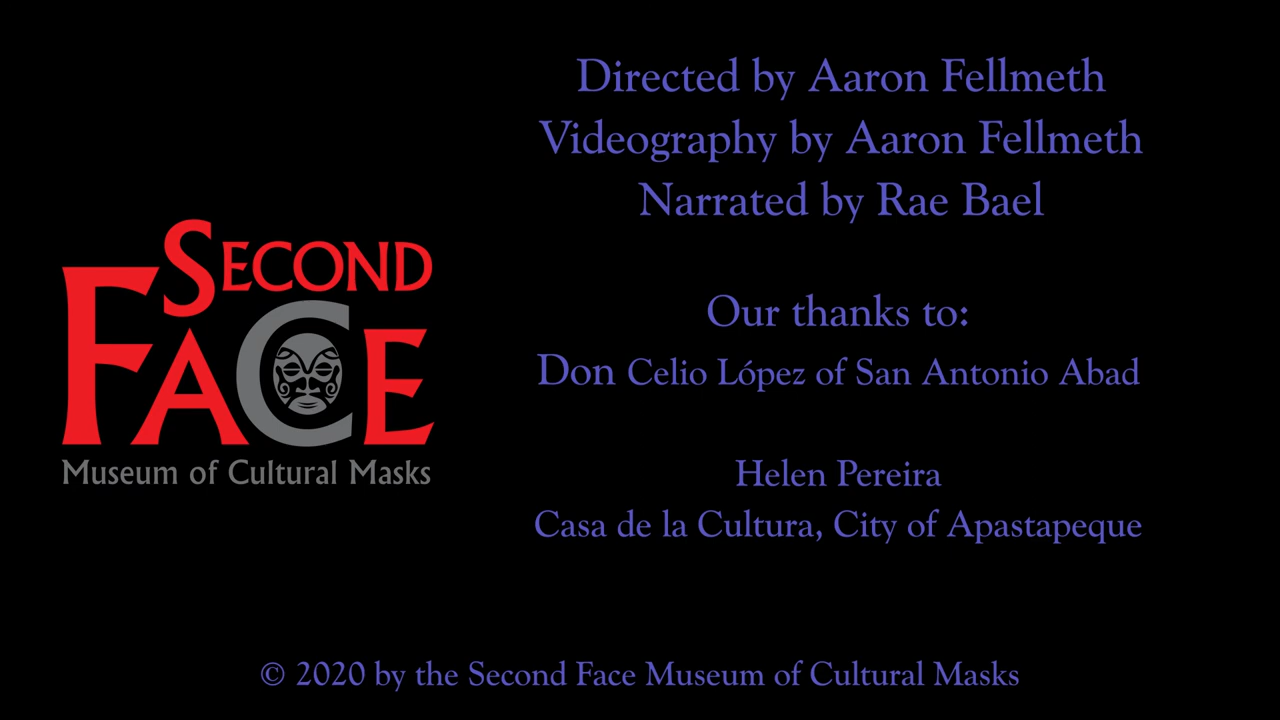 Directed by Aaron Fellmeth
Videography by Aaron Fellmeth
Narrated by Rae Bael
Our thanks to:
Don Celio López of San Antonio Abad
Helen Pereira
Casa de la Cultura, City of Apastapeque
SECOND
FACE
Museum of Cultural Masks
© 2020 by the Second Face Museum of Cultural Masks